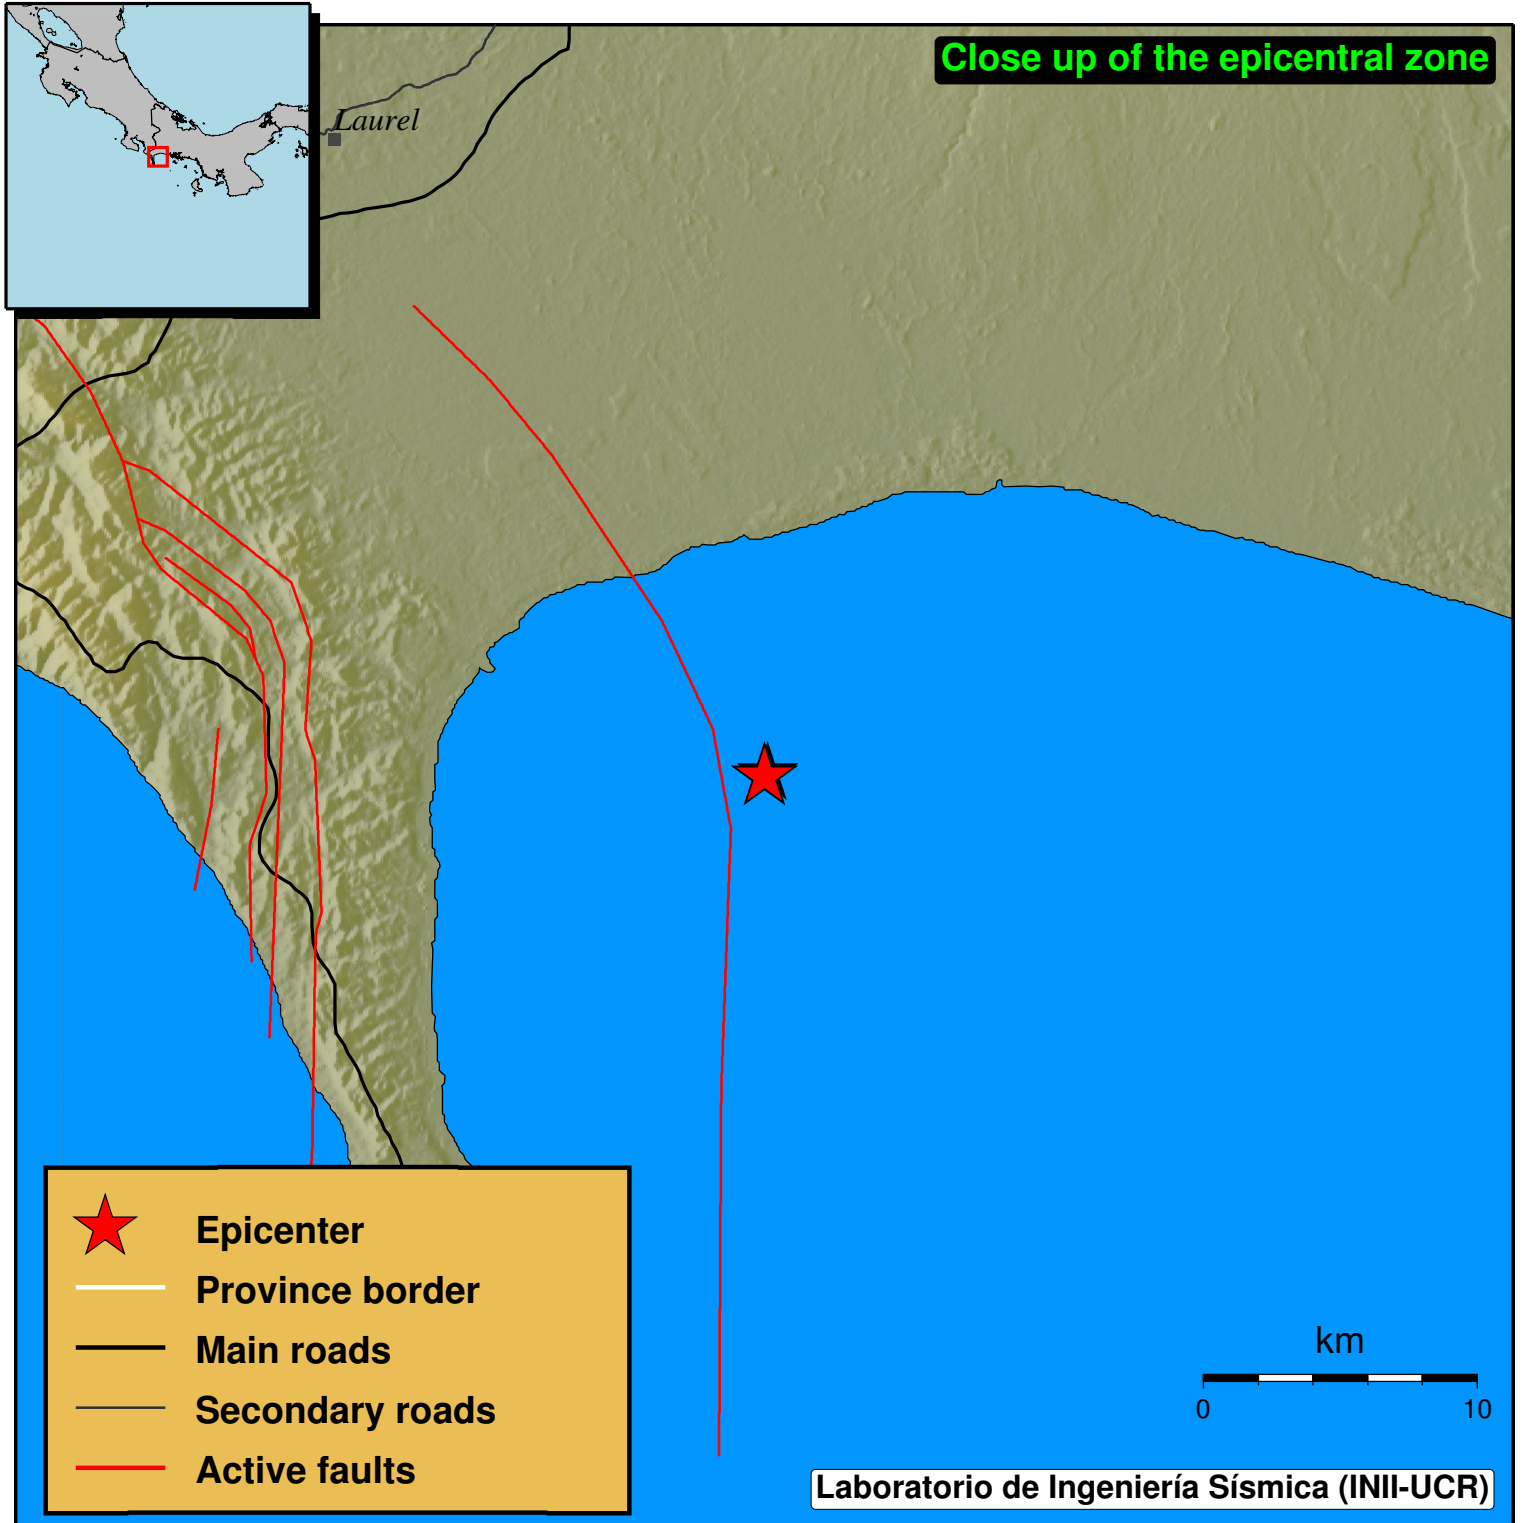 Close up of the epicentral zone
Laurel
Epicenter
Province border
Main roads
Secondary roads
Active faults
km
0 10
Laboratorio de Ingeniería Sísmica (INII-UCR)